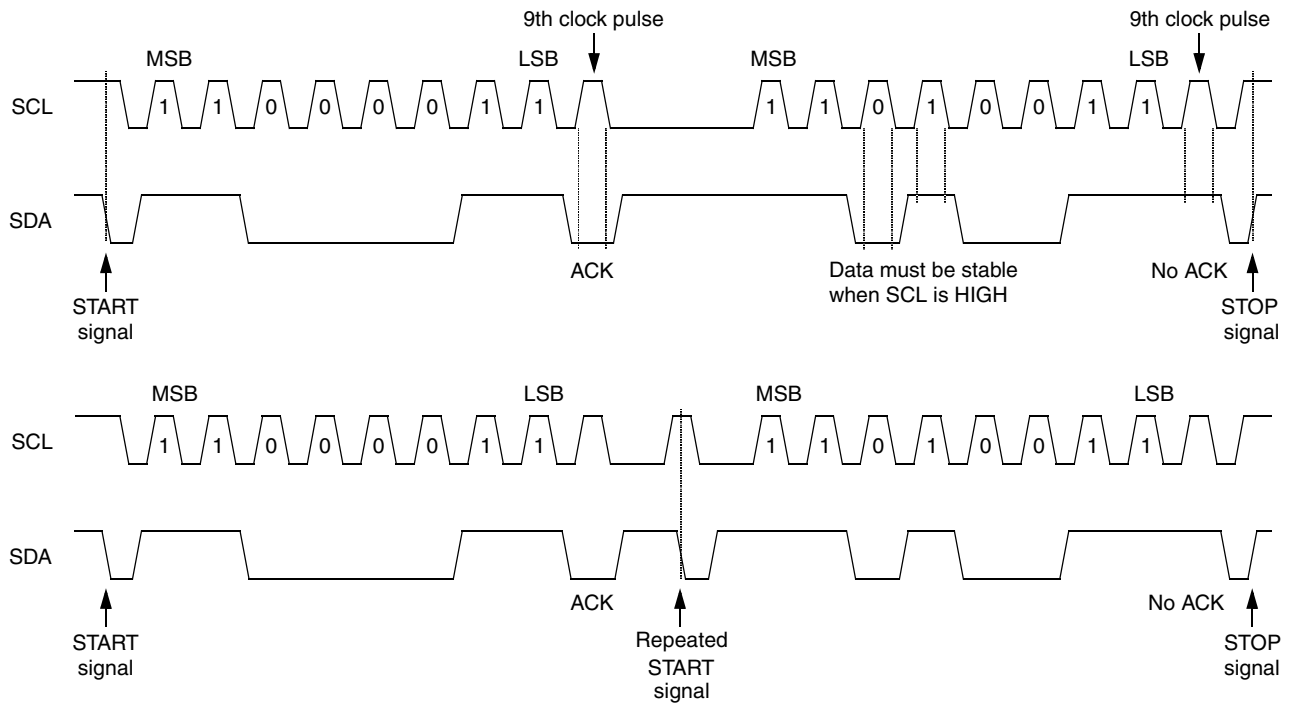 9th clock pulse 9th clock pulse
MSB LSB MSB LSB
SCL 1 1 0 0 0 0 1 1 1 1 0 1 0 0 1 1
SDA
ACK Data must be stable No ACK
when SCL is HIGH
START STOP
signal signal
MSB LSB MSB LSB
SCL 1 1 0 0 0 0 1 1 1 1 0 1 0 0 1 1
SDA
ACK No ACK
START Repeated STOP
signal START signal
signal